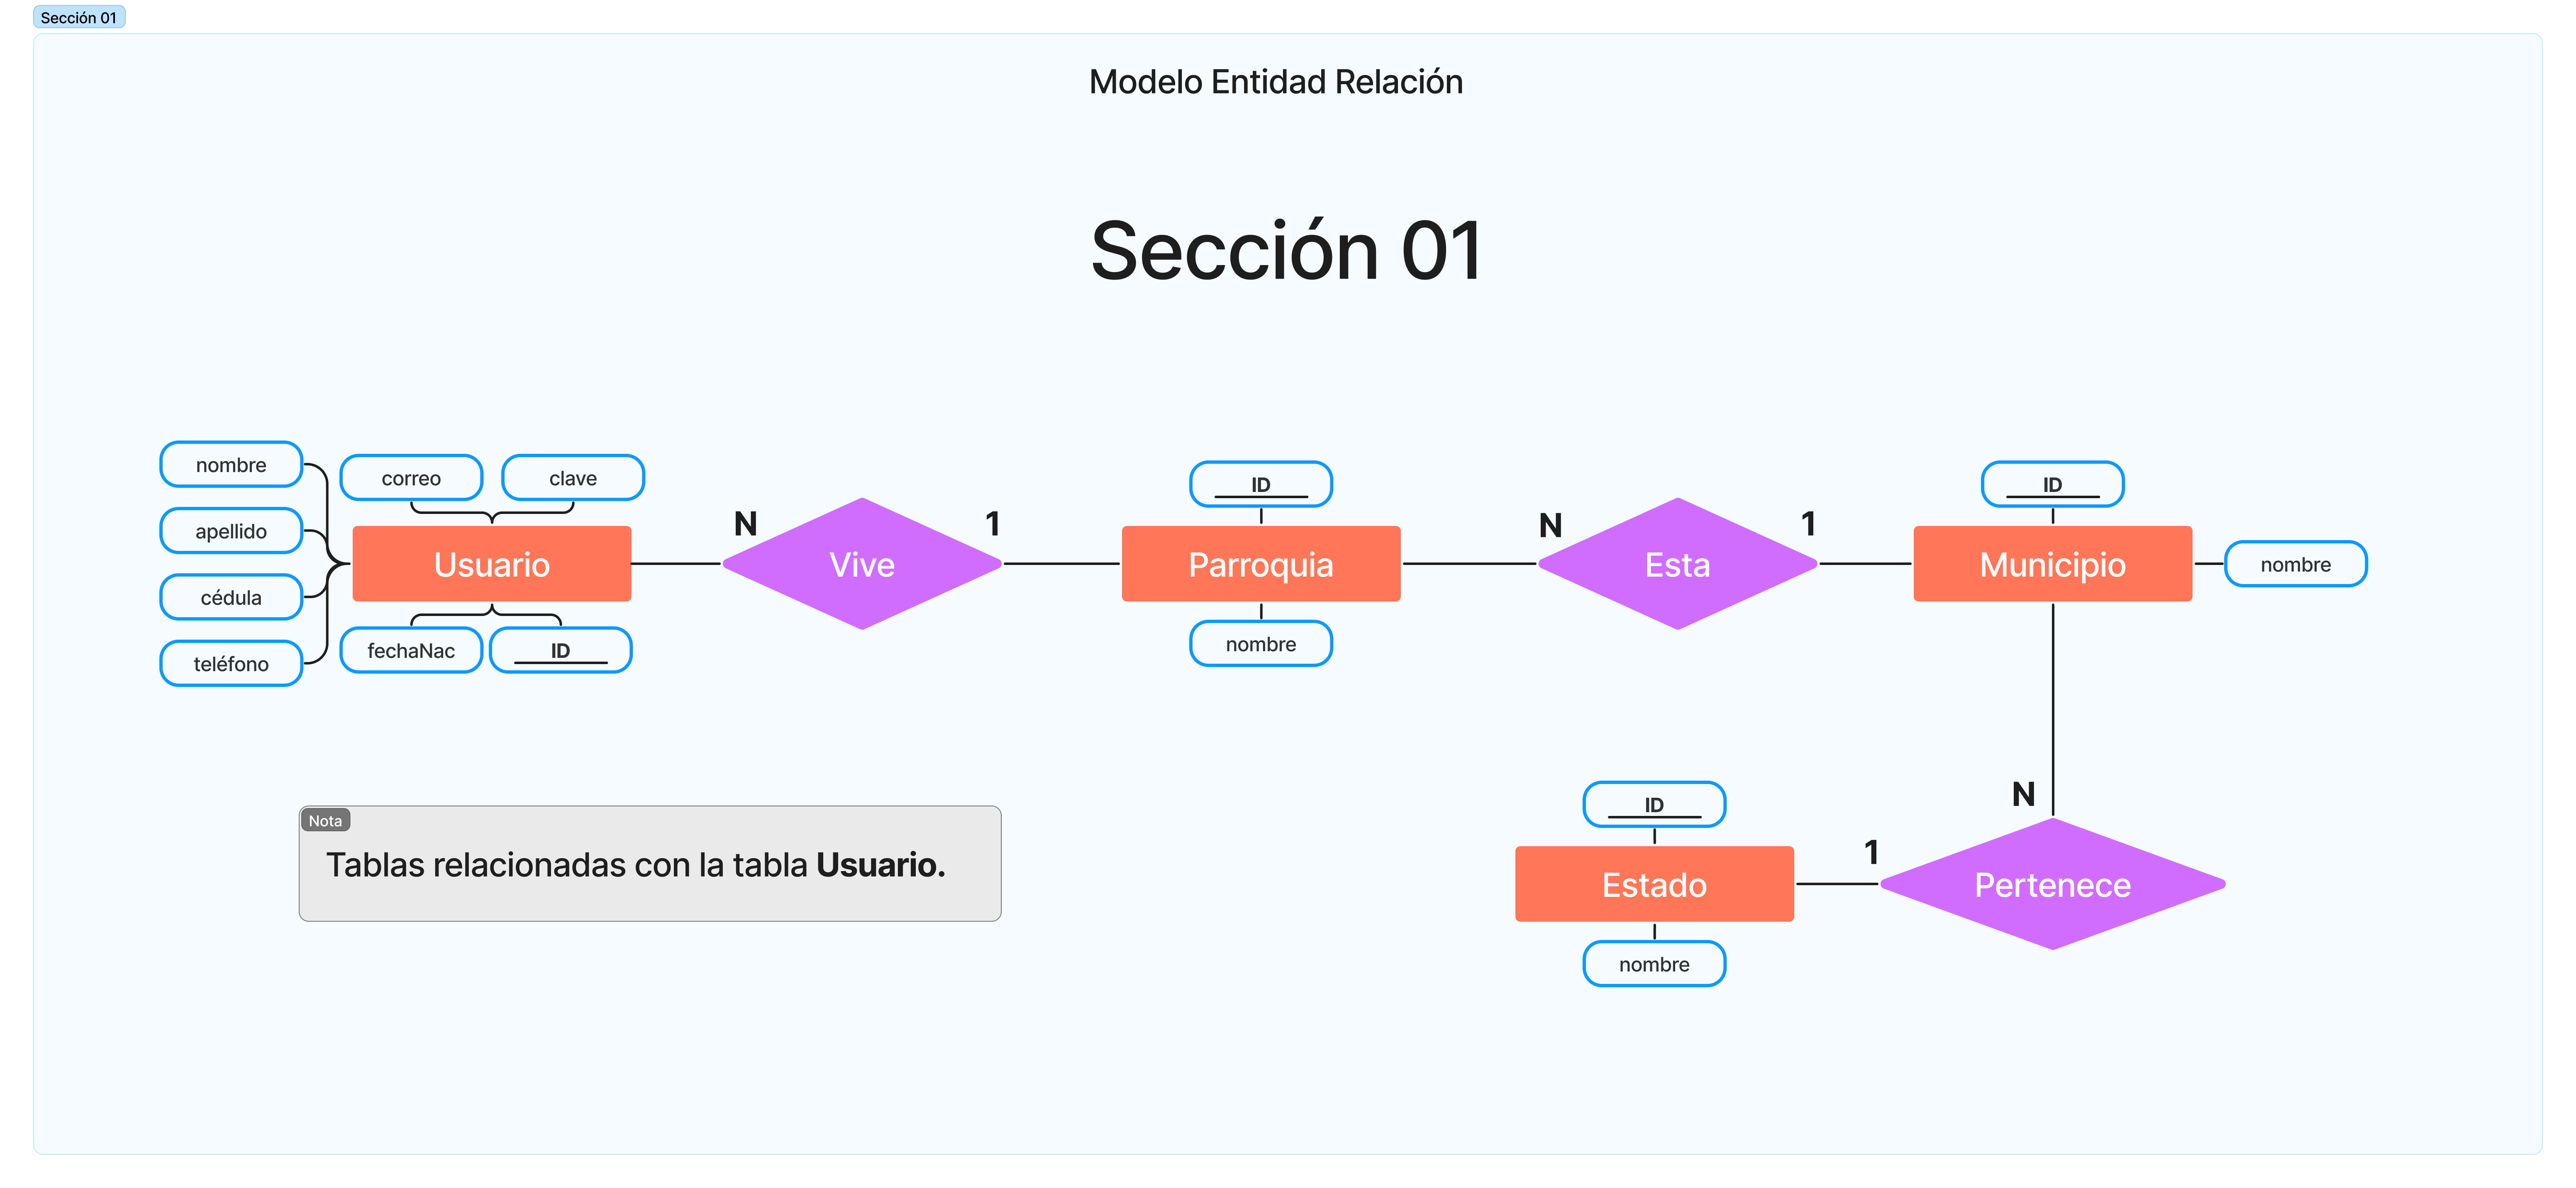 Sección 01
Modelo Entidad Relación
Sección 01
nombre
apellido
cédula
teléfono
correo
clave
Usuario
fechaNac
ID
N
Vive
1
ID
Parroquia
nombre
N
Esta
1
ID
Municipio
nombre
N
Pertenece
1
ID
Estado
nombre
Nota
Tablas relacionadas con la tabla Usuario.